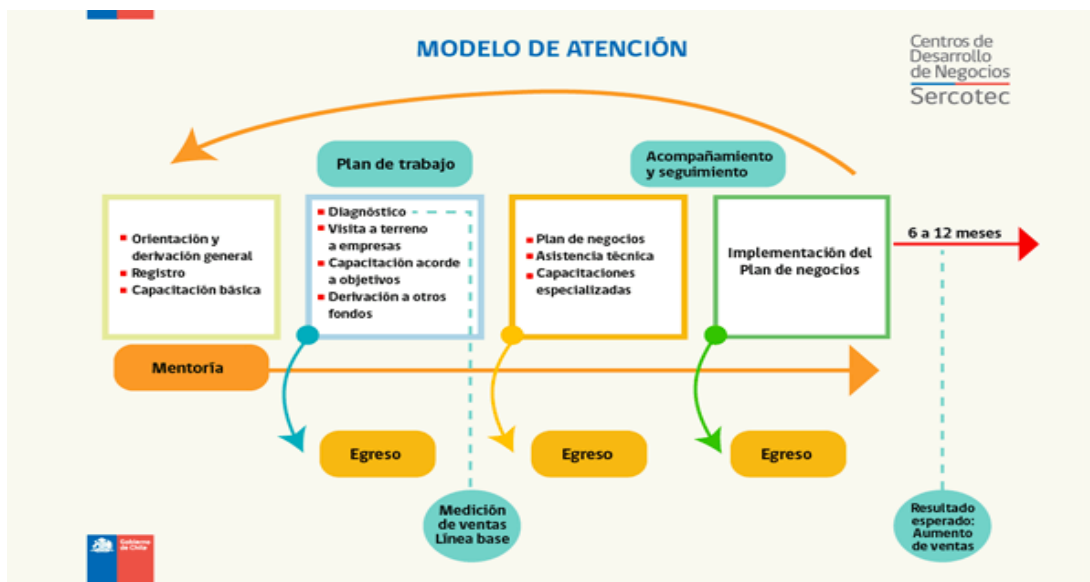 MODELO DE ATENCIÓN
Centros de
Desarrollo
de Negocios
Sercotec
Plan de trabajo
Acompañamiento
y seguimiento
Orientación y
derivación general
Registro
Capacitación básica
Diagnóstico
Visita a terreno
a empresas
Capacitación acorde
a objetivos
Derivación a otros
fondos
Plan de negocios
Asistencia técnica
Capacitaciones
especializadas
Implementación del
Plan de negocios
6 a 12 meses
Mentoría
Egreso
Egreso
Egreso
Medición
de ventas
Línea base
Resultado
esperado:
Aumento
de ventas
Gobierno
de Chile